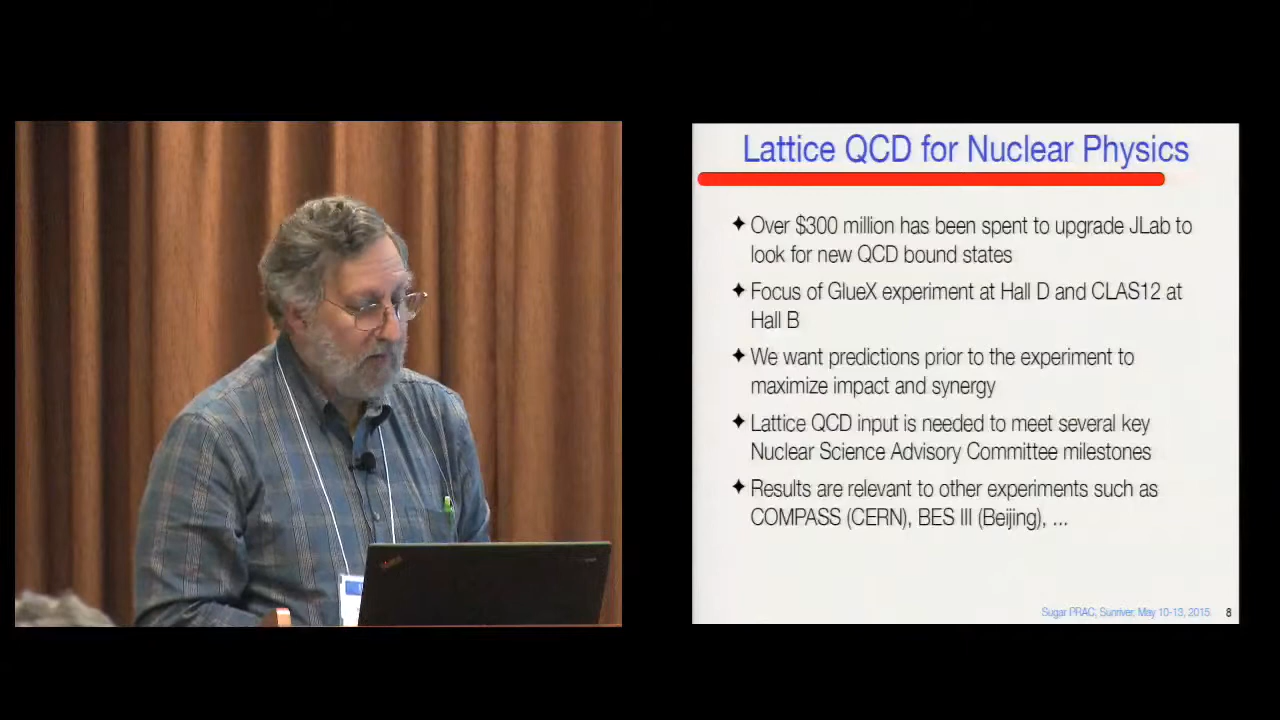 Lattice QCD for Nuclear Physics
✦ Over $300 million has been spent to upgrade JLab to
look for new QCD bound states
✦ Focus of GlueX experiment at Hall D and CLAS12 at
Hall B
✦ We want predictions prior to the experiment to
maximize impact and synergy
✦ Lattice QCD input is needed to meet several key
Nuclear Science Advisory Committee milestones
✦ Results are relevant to other experiments such as
COMPASS (CERN), BES III (Beijing), ...
Sugar PRAC, Sunriver, May 10-13, 2015 8